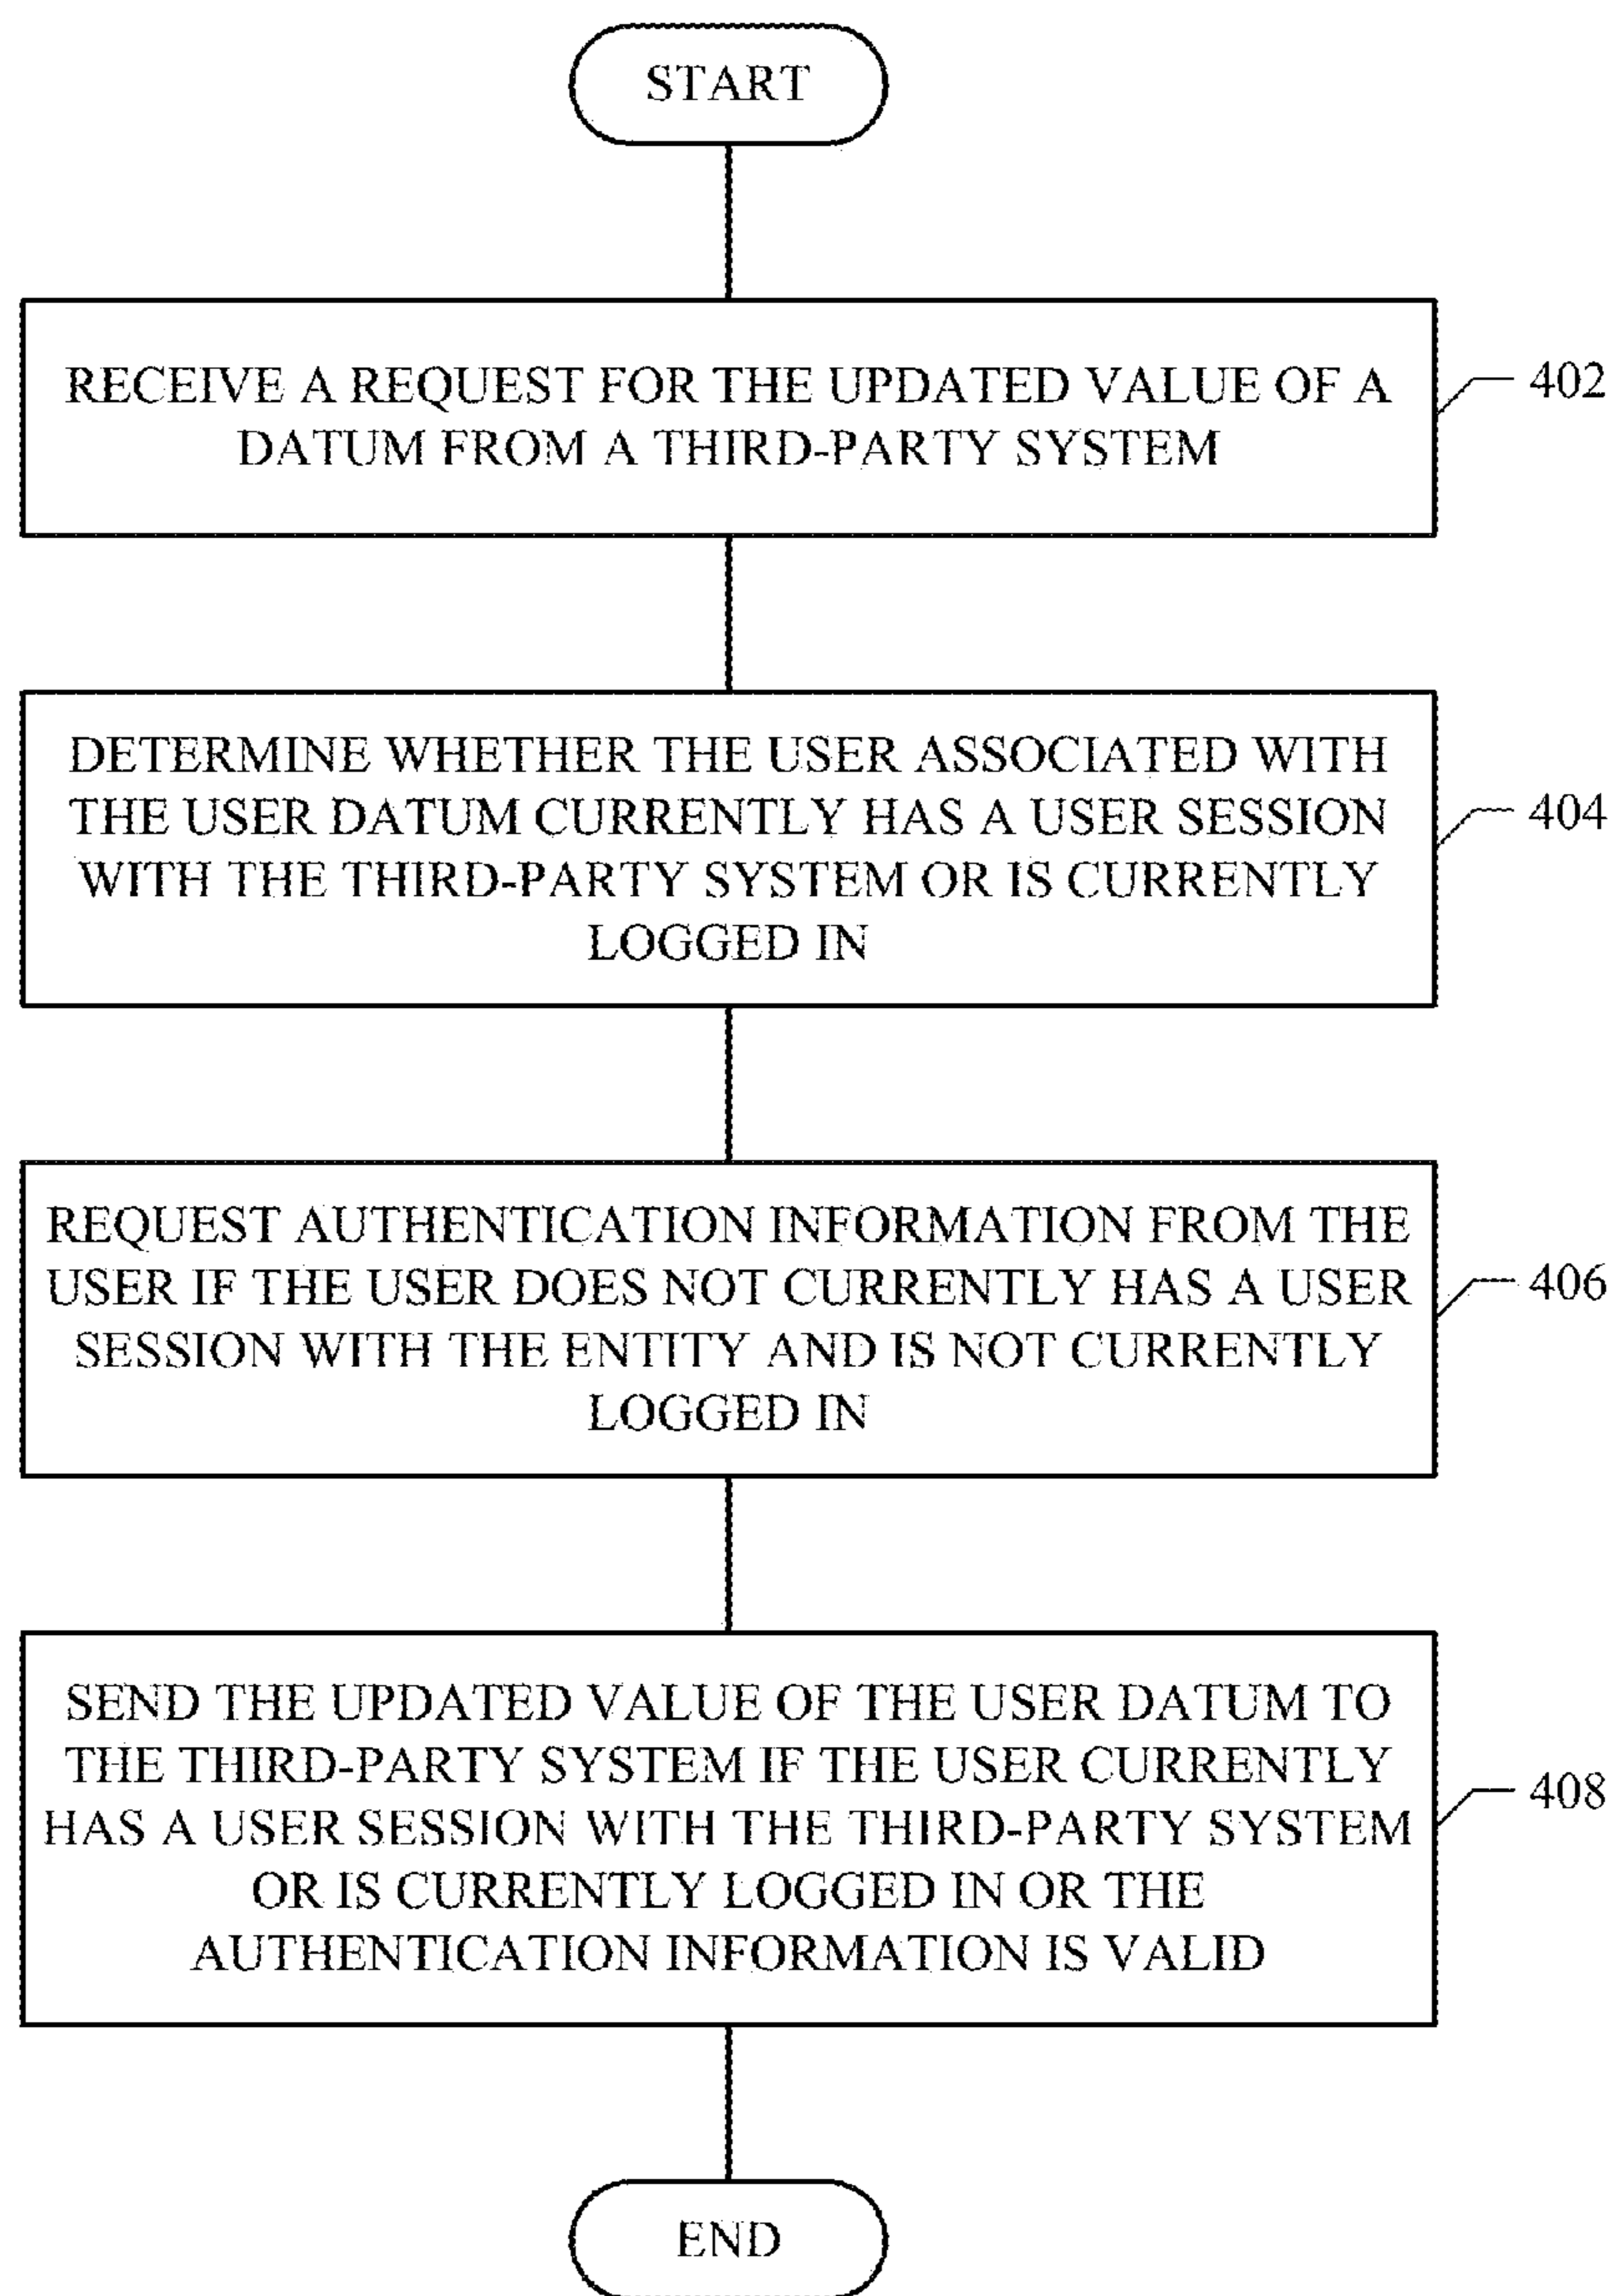 START
RECEIVE A REQUEST FOR THE UPDATED VALUE OF A
DATUM FROM A THIRD-PARTY SYSTEM
402
DETERMINE WHETHER THE USER ASSOCIATED WITH
THE USER DATUM CURRENTLY HAS A USER SESSION
WITH THE THIRD-PARTY SYSTEM OR IS CURRENTLY
LOGGED IN
404
REQUEST AUTHENTICATION INFORMATION FROM THE
USER IF THE USER DOES NOT CURRENTLY HAS A USER
SESSION WITH THE ENTITY AND IS NOT CURRENTLY
LOGGED IN
406
SEND THE UPDATED VALUE OF THE USER DATUM TO
THE THIRD-PARTY SYSTEM IF THE USER CURRENTLY
HAS A USER SESSION WITH THE THIRD-PARTY SYSTEM
OR IS CURRENTLY LOGGED IN OR THE
AUTHENTICATION INFORMATION IS VALID
408
END